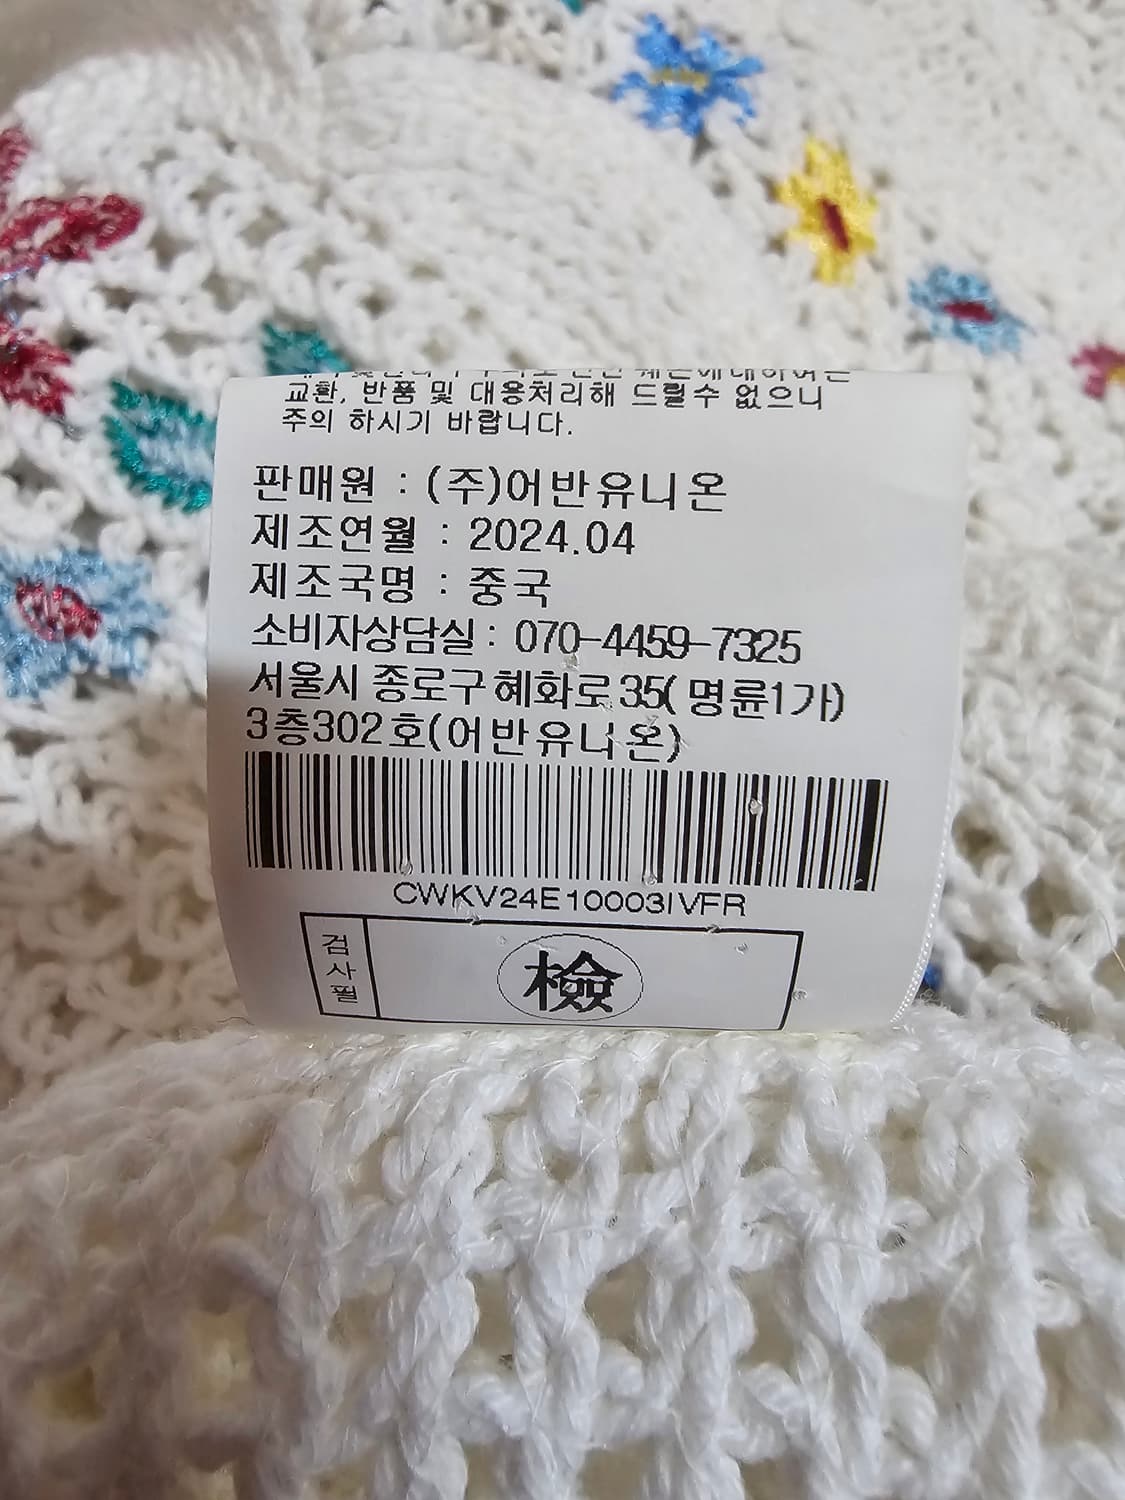 교환, 반품 및 대용처리해 드릴수 없으니
주의 하시기 바랍니다.
판매원 : (주)어반유니온
제조연월 : 2024.04
제조국명 : 중국
소비자상담실 : 070-4459-7325
서울시 종로구 혜화로 35( 명륜1가)
3층302호(어반유니온)
CWKV24E10003IVFR
검사필
檢